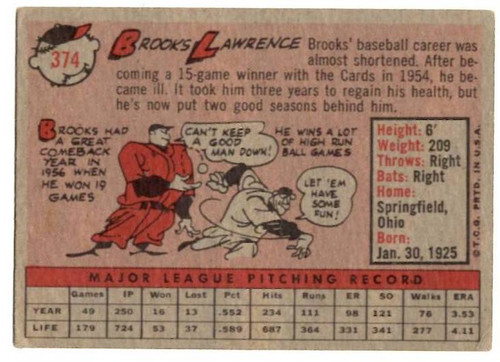 374
BROOKS LAWRENCE Brooks' baseball career was
almost shortened. After be-
coming a 15-game winner with the Cards in 1954, he be-
came ill. It took him three years to regain his health, but
he's now put two good seasons behind him.
BROOKS HAD
A GREAT
COMEBACK
YEAR IN
1956 WHEN
HE WON 19
GAMES
CAN'T KEEP
A GOOD
MAN DOWN!
HE WINS A LOT
OF HIGH RUN
BALL GAMES
LET 'EM
HAVE
SOME
FUN!
Height: 6'
Weight: 209
Throws: Right
Bats: Right
Home:
Springfield,
Ohio
Born:
Jan. 30, 1925
© T.C.G. PRTD. IN U.S.A.
MAJOR LEAGUE PITCHING RECORD
Games IP Won Lost Pct Hits Runs ER SO Walks ERA
YEAR 49 250 16 13 .552 234 111 98 121 76 3.53
LIFE 179 724 53 37 .589 687 364 331 341 277 4.11